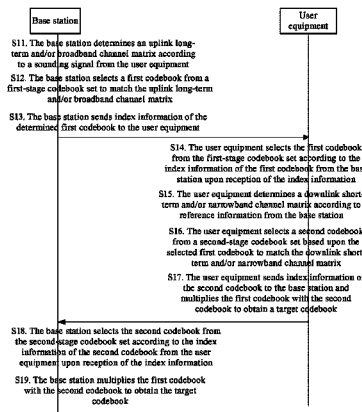 Base station
User
equipment
S11. The base station determines an uplink long-
term and/or broadband channel matrix according
to a sounding signal from the user equipment
S12. The base station selects a first codebook from a
first-stage codebook set to match the uplink long-term
and/or broadband channel matrix
S13. The base station sends index information of the
determined first codebook to the user equipment
S14. The user equipment selects the first codebook
from the first-stage codebook set according to the
index information of the first codebook from the base
station upon reception of the index information
S15. The user equipment determines a downlink short-
term and/or narrowband channel matrix according to
reference information from the base station
S16. The user equipment selects a second codebook
from a second-stage codebook set based upon the
selected first codebook to match the downlink short-
term and/or narrowband channel matrix
S17. The user equipment sends index information of
the second codebook to the base station and
multiplies the first codebook with the second
codebook to obtain a target codebook
S18. The base station selects the second codebook from
the second-stage codebook set according to the index
information of the second codebook from the user
equipment upon reception of the index information
S19. The base station multiplies the first codebook
with the second codebook to obtain the target
codebook